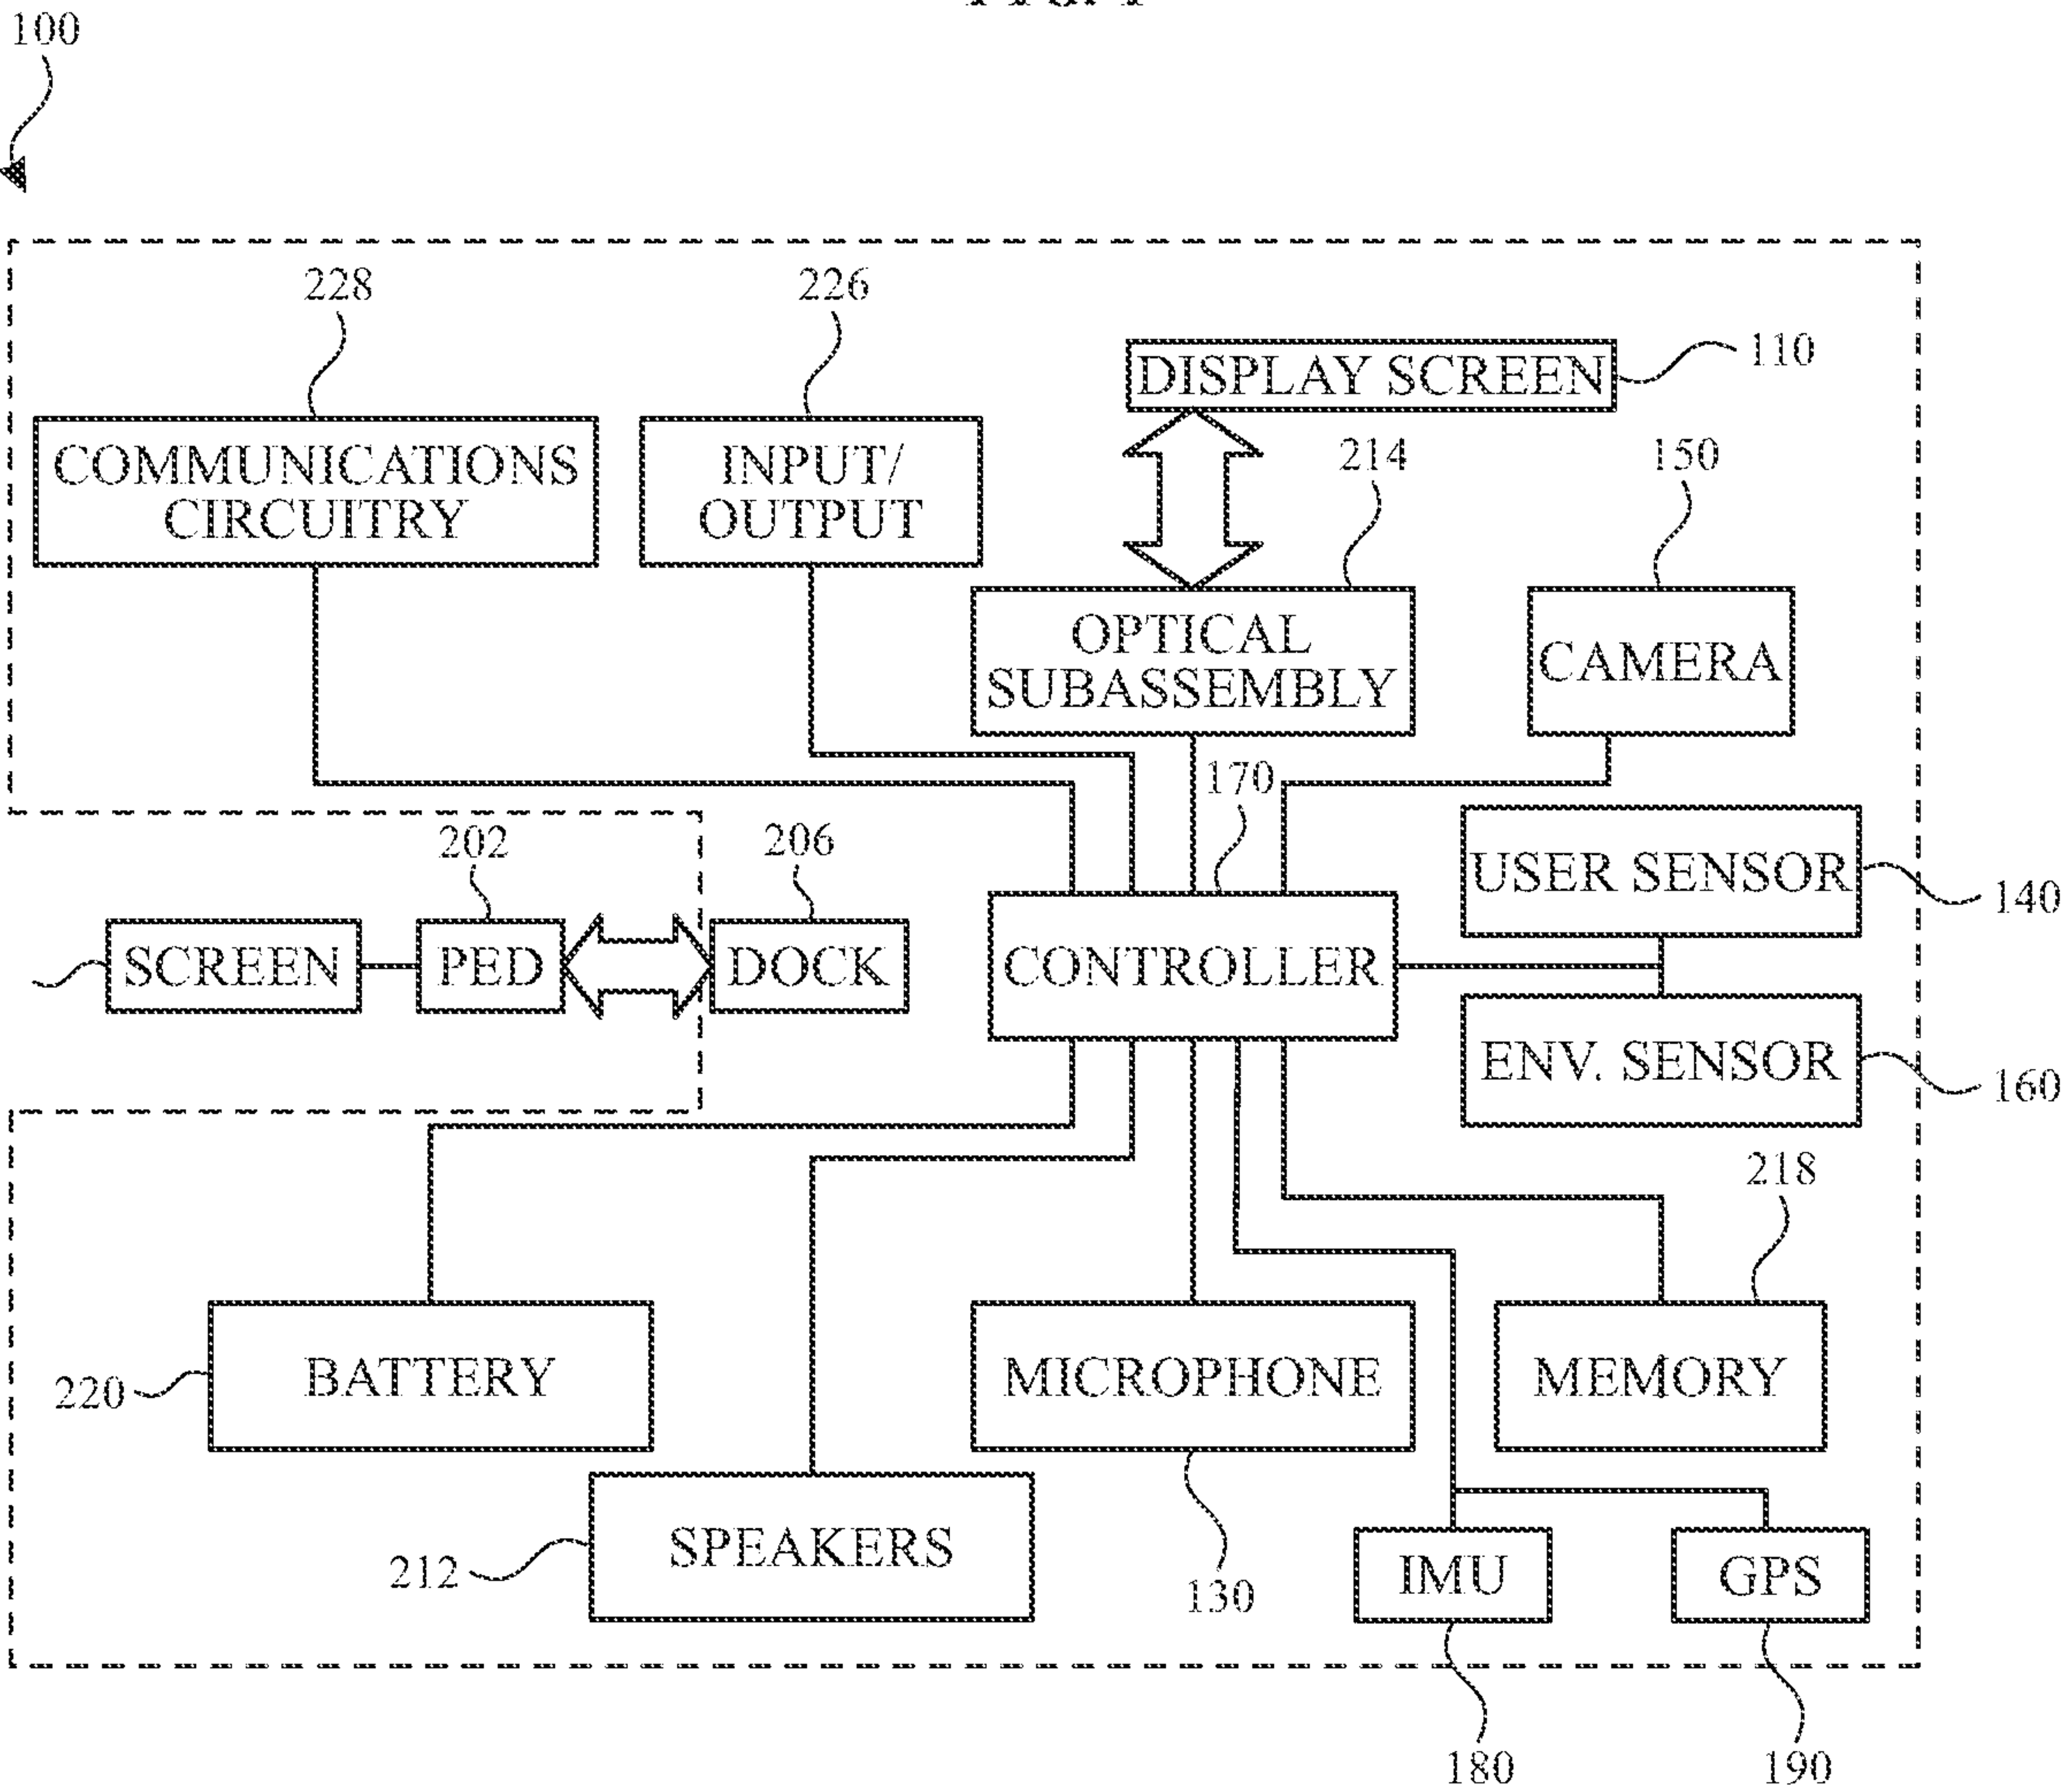 100
228
226
DISPLAY SCREEN
110
COMMUNICATIONS
CIRCUITRY
INPUT/
OUTPUT
214
150
OPTICAL
SUBASSEMBLY
CAMERA
170
202
206
USER SENSOR
140
SCREEN
PED
DOCK
CONTROLLER
ENV. SENSOR
160
218
220
BATTERY
MICROPHONE
MEMORY
212
SPEAKERS
130
IMU
GPS
180
190